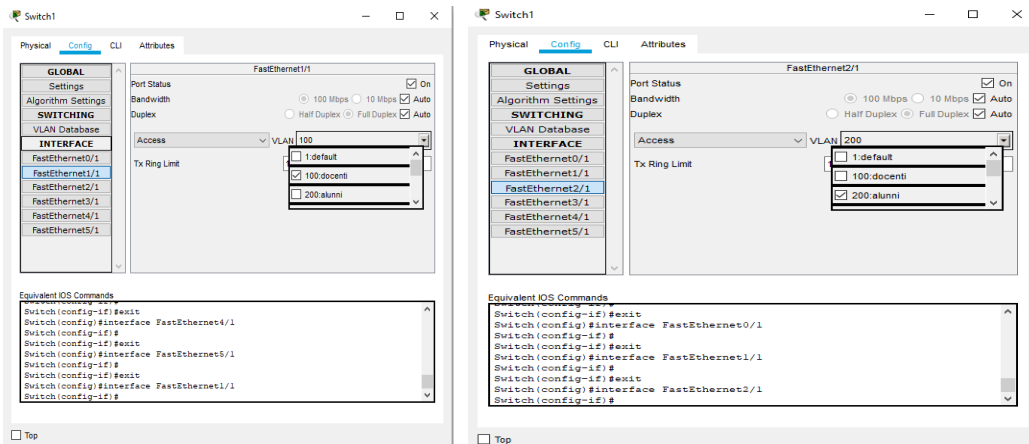 Switch1
Physical Config CLI Attributes
GLOBAL
Settings
Algorithm Settings
SWITCHING
VLAN Database
INTERFACE
FastEthernet0/1
FastEthernet1/1
FastEthernet2/1
FastEthernet3/1
FastEthernet4/1
FastEthernet5/1
FastEthernet1/1
Port Status On
Bandwidth 100 Mbps 10 Mbps Auto
Duplex Half Duplex Full Duplex Auto
Access VLAN 100
1:default
Tx Ring Limit
100:docenti
200:alunni
Equivalent IOS Commands
Switch(config-if)#
Switch(config-if)#exit
Switch(config)#interface FastEthernet4/1
Switch(config-if)#
Switch(config-if)#exit
Switch(config)#interface FastEthernet5/1
Switch(config-if)#
Switch(config-if)#exit
Switch(config)#interface FastEthernet1/1
Switch(config-if)#
Top
Switch1
Physical Config CLI Attributes
GLOBAL
Settings
Algorithm Settings
SWITCHING
VLAN Database
INTERFACE
FastEthernet0/1
FastEthernet1/1
FastEthernet2/1
FastEthernet3/1
FastEthernet4/1
FastEthernet5/1
FastEthernet2/1
Port Status On
Bandwidth 100 Mbps 10 Mbps Auto
Duplex Half Duplex Full Duplex Auto
Access VLAN 200
1:default
Tx Ring Limit
100:docenti
200:alunni
Equivalent IOS Commands
Switch(config-if)#exit
Switch(config)#interface FastEthernet0/1
Switch(config-if)#
Switch(config-if)#exit
Switch(config)#interface FastEthernet1/1
Switch(config-if)#
Switch(config-if)#exit
Switch(config)#interface FastEthernet2/1
Switch(config-if)#
Top